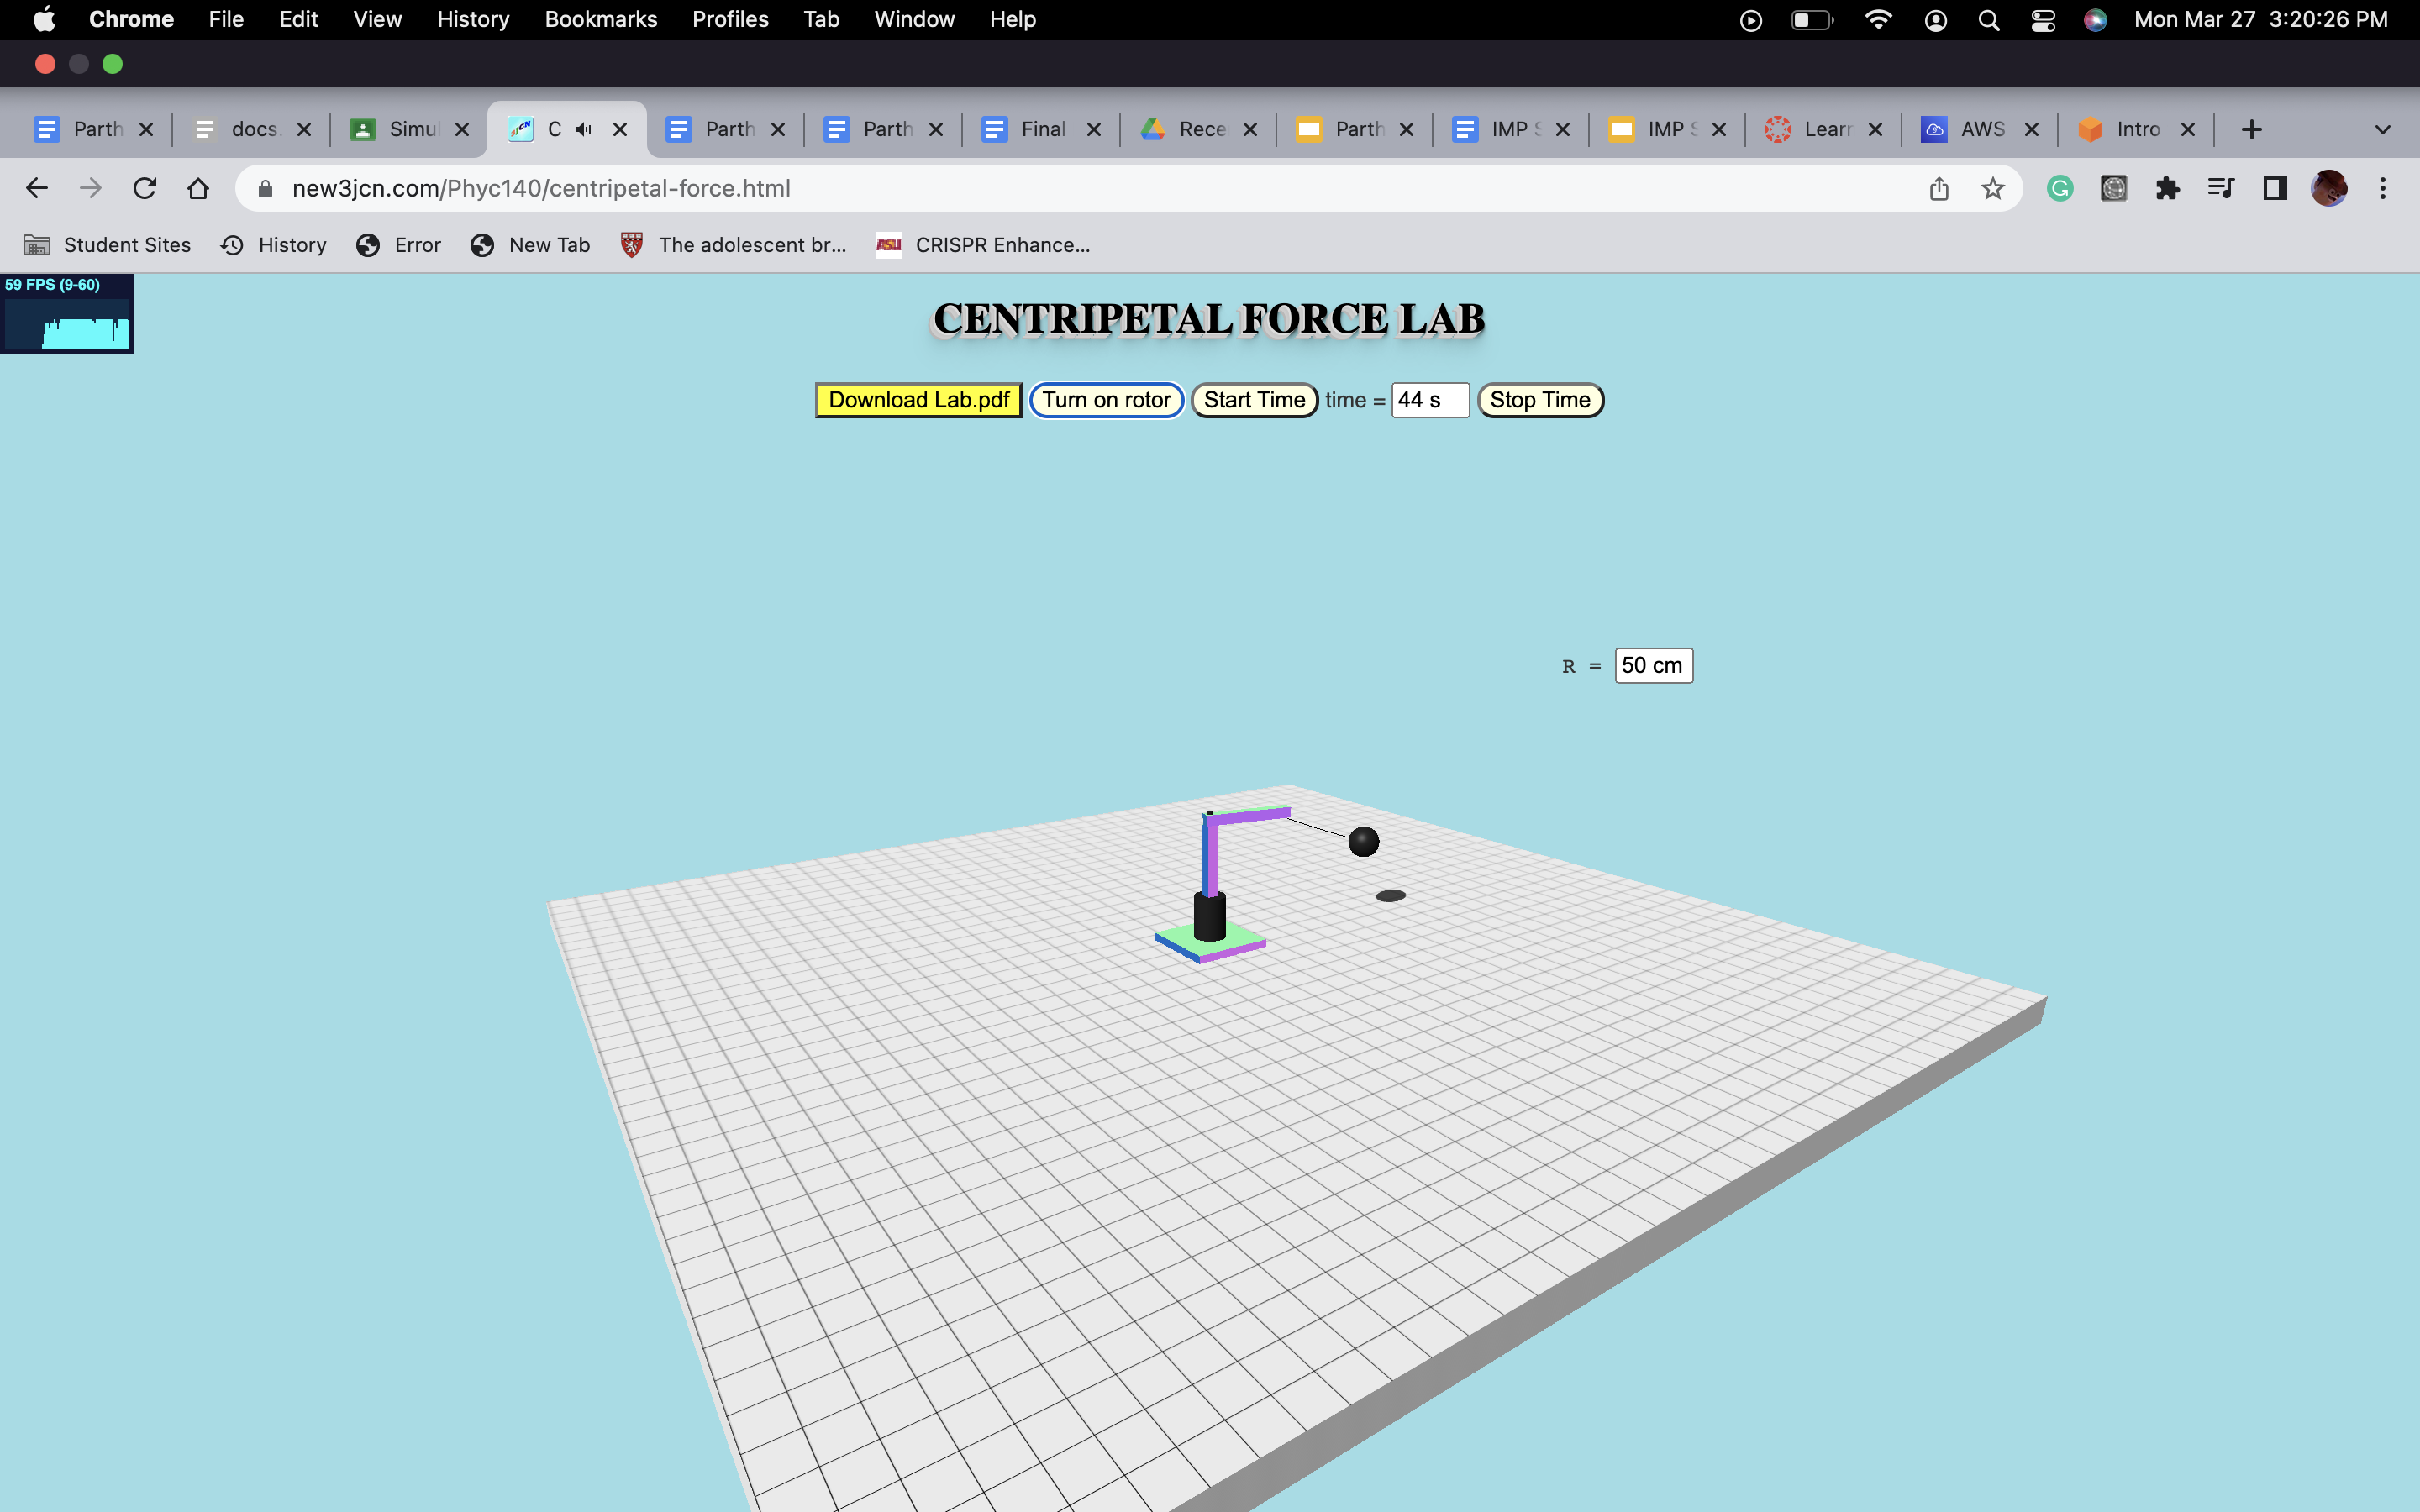 Chrome File Edit View History Bookmarks Profiles Tab Window Help Mon Mar 27 3:20:26 PM
Parth docs. Simul C Parth Parth Final Rece Parth IMP S IMP S Learn AWS Intro
new3jcn.com/Phyc140/centripetal-force.html
Student Sites History Error New Tab The adolescent br... ASU CRISPR Enhance...
59 FPS (9-60)
CENTRIPETAL FORCE LAB
Download Lab.pdf Turn on rotor Start Time time = 44 s Stop Time
R = 50 cm